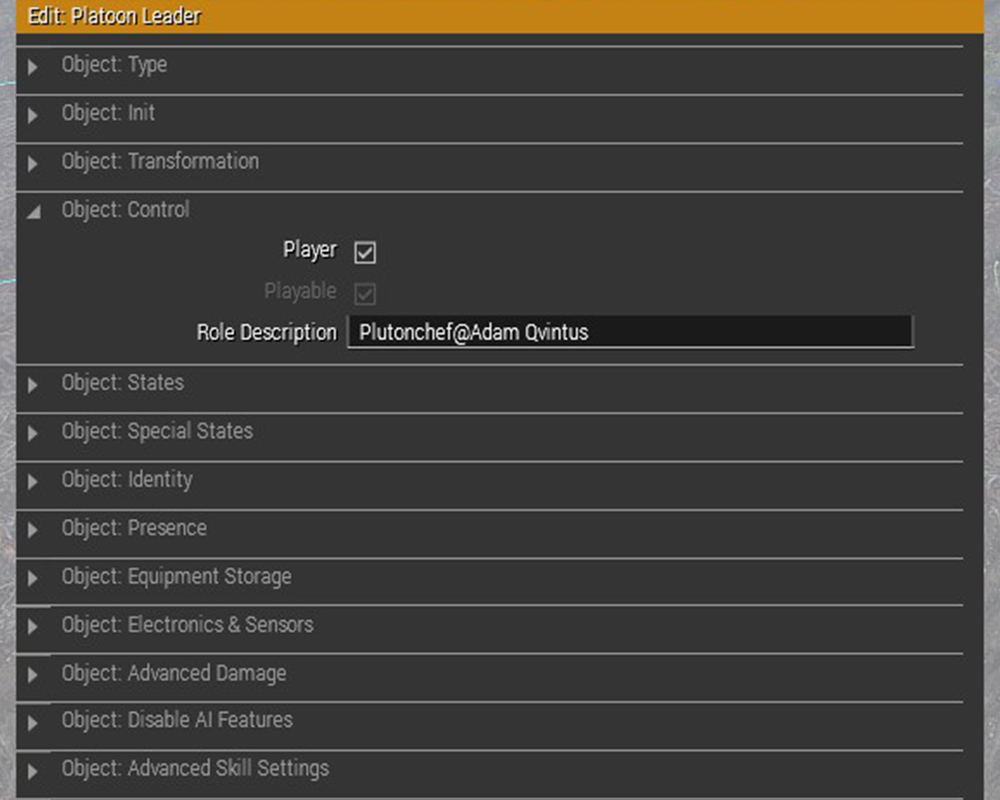 Edit: Platoon Leader
Object: Type
Object: Init
Object: Transformation
Object: Control
Player
Playable
Role Description Plutonchef@Adam Qvintus
Object: States
Object: Special States
Object: Identity
Object: Presence
Object: Equipment Storage
Object: Electronics & Sensors
Object: Advanced Damage
Object: Disable AI Features
Object: Advanced Skill Settings